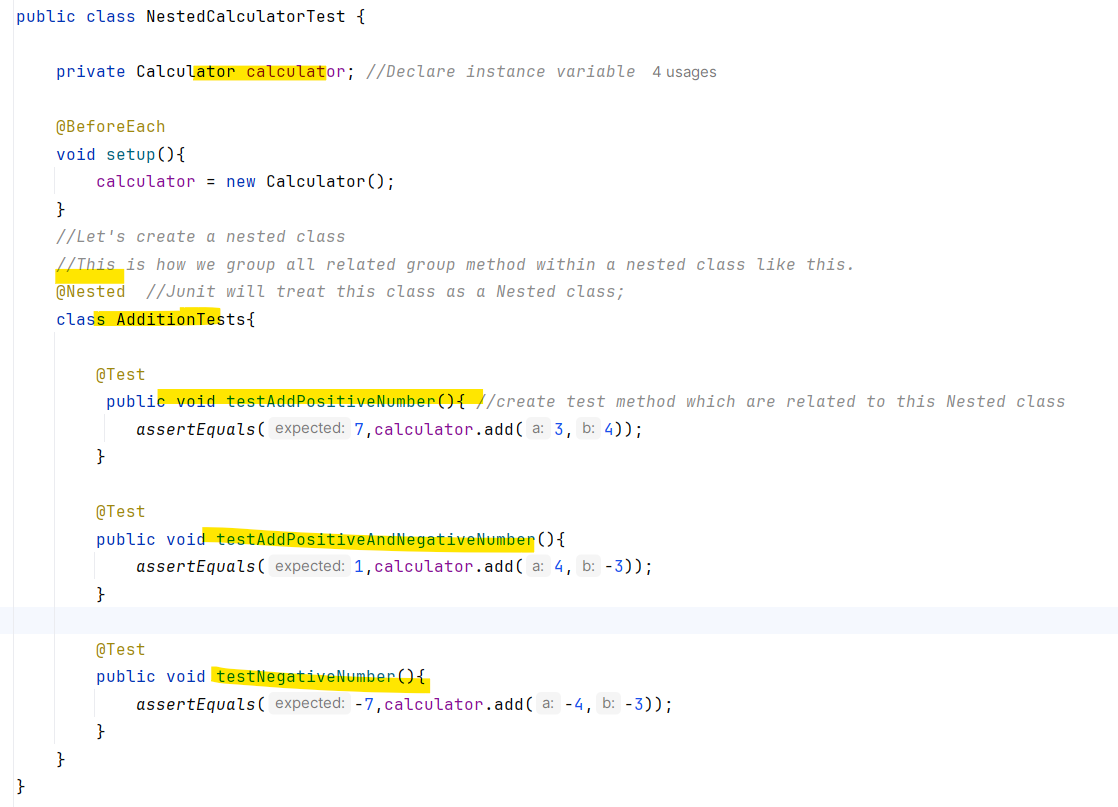 public class NestedCalculatorTest {
private Calculator calculator; //Declare instance variable 4 usages
@BeforeEach
void setup(){
calculator = new Calculator();
}
//Let's create a nested class
//This is how we group all related group method within a nested class like this.
@Nested //Junit will treat this class as a Nested class;
class AdditionTests{
@Test
public void testAddPositiveNumber(){ //create test method which are related to this Nested class
assertEquals( expected: 7,calculator.add( a: 3, b: 4));
}
@Test
public void testAddPositiveAndNegativeNumber(){
assertEquals( expected: 1,calculator.add( a: 4, b: -3));
}
@Test
public void testNegativeNumber(){
assertEquals( expected: -7,calculator.add( a: -4, b: -3));
}
}
}